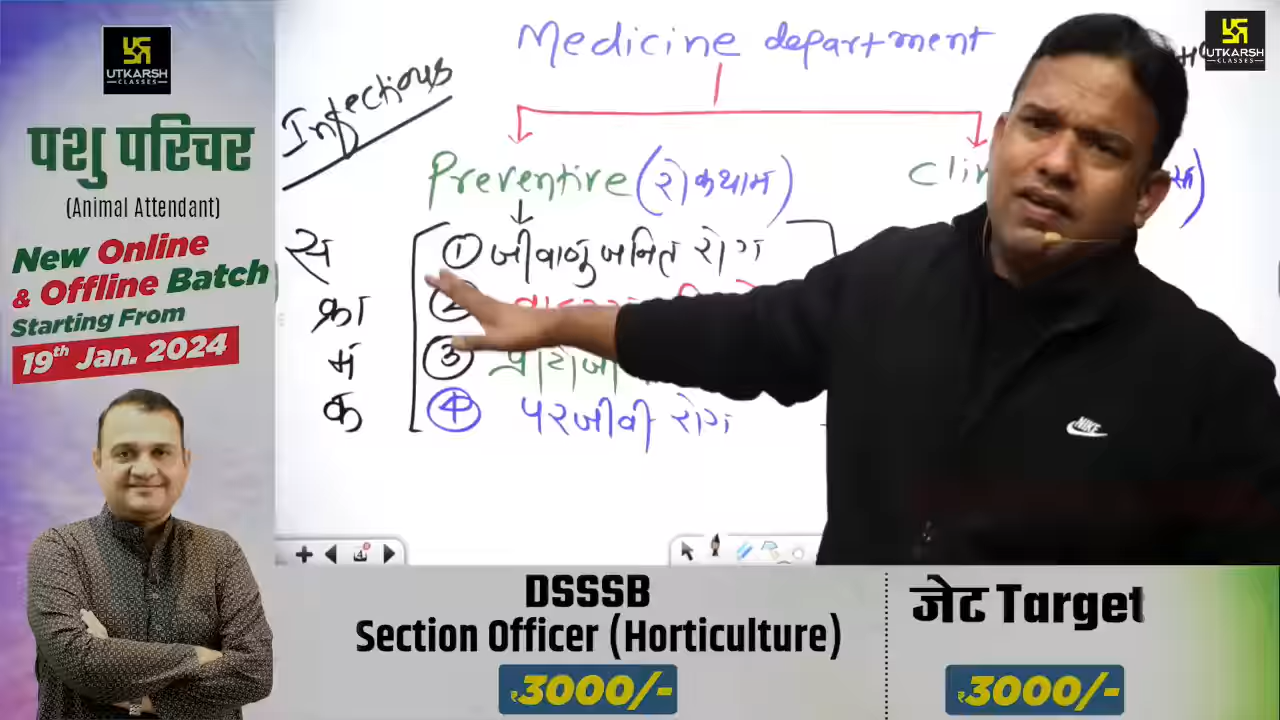 UTKARSH
CLASSES
पशु परिचर
(Animal Attendant)
New Online
& Offline Batch
Starting From
19th Jan. 2024
Medicine department
Infectious
Preventive (रोकथाम)
स
① जीवाणु जनित रोग
क्रा
②
मं
③
क
④ परजीवी रोग
UTKARSH
CLASSES
DSSSB
Section Officer (Horticulture)
₹3000/-
जेट Target
₹3000/-